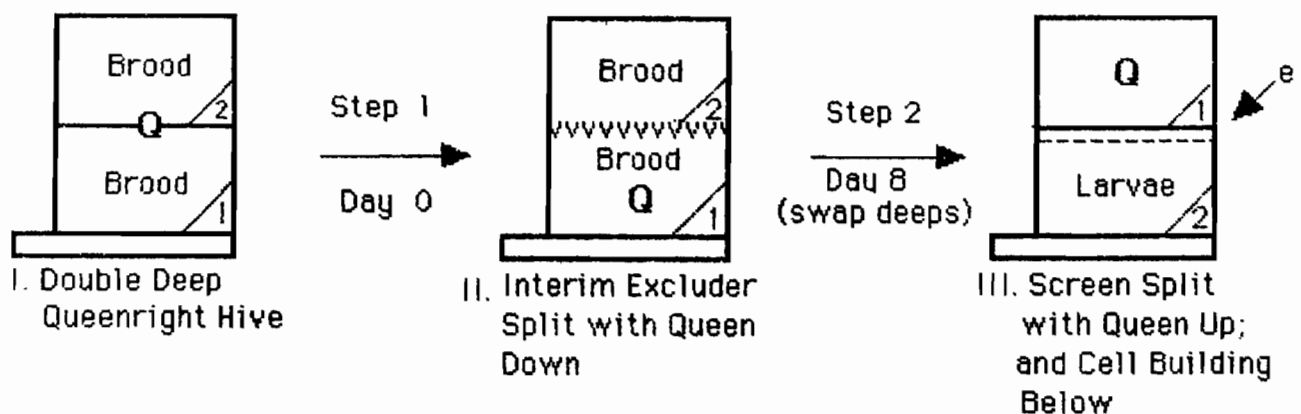 Brood
2
Q
Brood
1
I. Double Deep
Queenright Hive
Step 1
Day 0
Brood
2
VVVVVVVVVV
Brood
Q
1
II. Interim Excluder
Split with Queen
Down
Step 2
Day 8
(swap deeps)
Q
1
e
Larvae
2
III. Screen Split
with Queen Up;
and Cell Building
Below